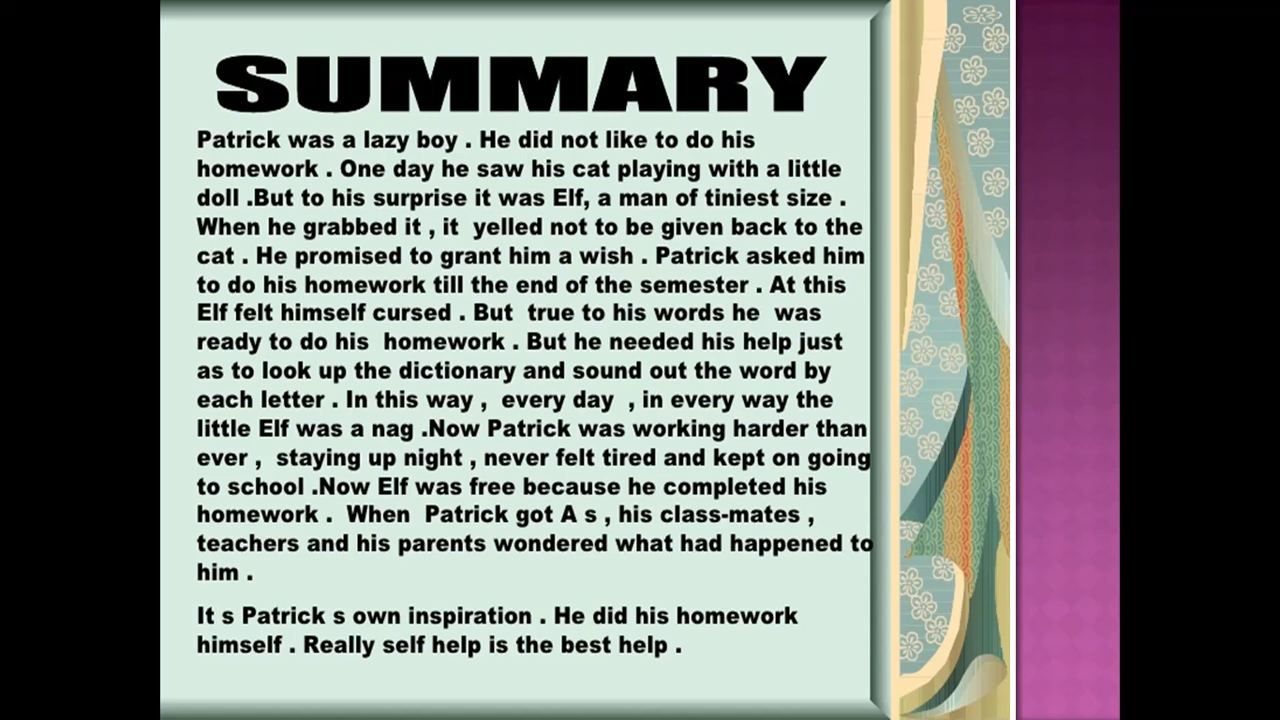 SUMMARY
Patrick was a lazy boy . He did not like to do his
homework . One day he saw his cat playing with a little
doll .But to his surprise it was Elf, a man of tiniest size .
When he grabbed it , it  yelled not to be given back to the
cat . He promised to grant him a wish . Patrick asked him
to do his homework till the end of the semester . At this
Elf felt himself cursed . But  true to his words he  was
ready to do his  homework . But he needed his help just
as to look up the dictionary and sound out the word by
each letter . In this way ,  every day  , in every way the
little Elf was a nag .Now Patrick was working harder than
ever ,  staying up night , never felt tired and kept on going
to school .Now Elf was free because he completed his
homework .  When  Patrick got A s , his class-mates ,
teachers and his parents wondered what had happened to
him .
It s Patrick s own inspiration . He did his homework
himself . Really self help is the best help .